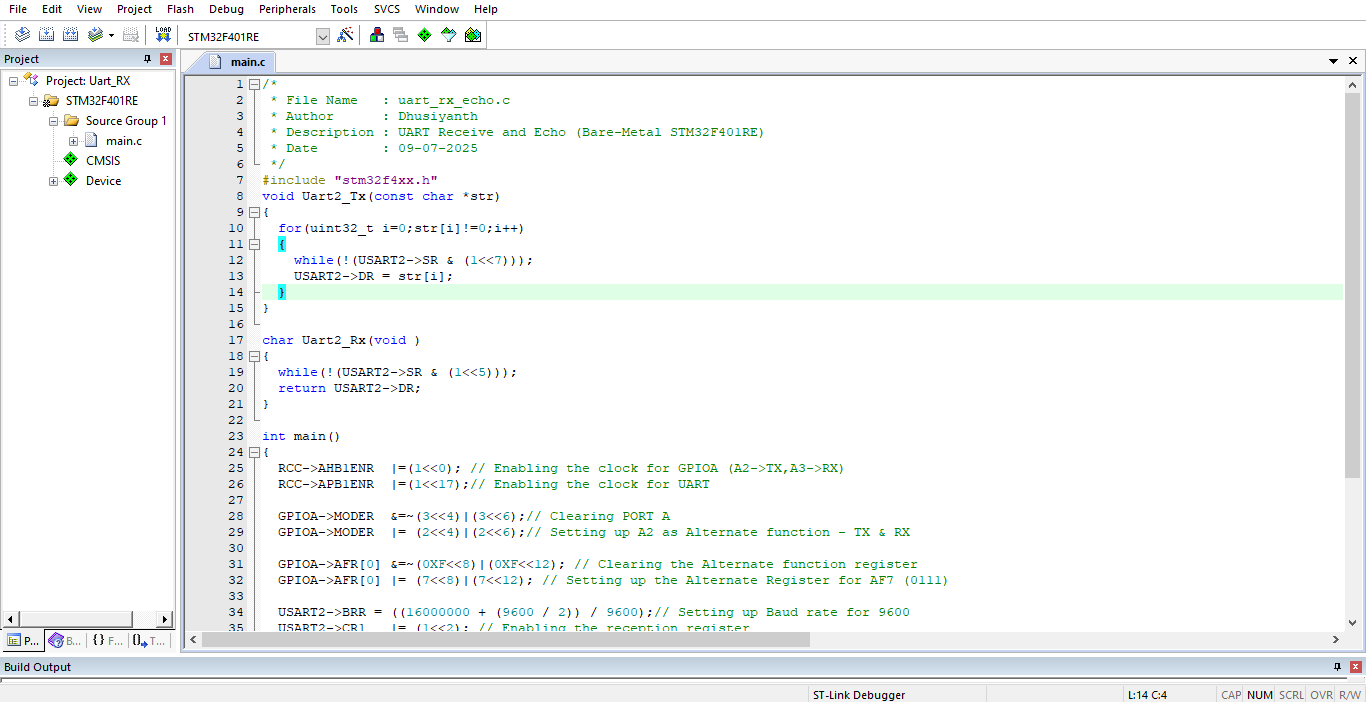 File Edit View Project Flash Debug Peripherals Tools SVCS Window Help
LOAD STM32F401RE
Project
Project: Uart_RX
STM32F401RE
Source Group 1
main.c
CMSIS
Device
main.c
1 /*
2 * File Name : uart_rx_echo.c
3 * Author : Dhusiyanth
4 * Description : UART Receive and Echo (Bare-Metal STM32F401RE)
5 * Date : 09-07-2025
6 */
7 #include "stm32f4xx.h"
8 void Uart2_Tx(const char *str)
9 {
10 for(uint32_t i=0;str[i]!=0;i++)
11 {
12 while(!(USART2->SR & (1<<7)));
13 USART2->DR = str[i];
14 }
15 }
16
17 char Uart2_Rx(void )
18 {
19 while(!(USART2->SR & (1<<5)));
20 return USART2->DR;
21 }
22
23 int main()
24 {
25 RCC->AHB1ENR |=(1<<0); // Enabling the clock for GPIOA (A2->TX,A3->RX)
26 RCC->APB1ENR |=(1<<17);// Enabling the clock for UART
27
28 GPIOA->MODER &=~(3<<4)|(3<<6);// Clearing PORT A
29 GPIOA->MODER |= (2<<4)|(2<<6);// Setting up A2 as Alternate function - TX & RX
30
31 GPIOA->AFR[0] &=~(0XF<<8)|(0XF<<12); // Clearing the Alternate function register
32 GPIOA->AFR[0] |= (7<<8)|(7<<12); // Setting up the Alternate Register for AF7 (0111)
33
34 USART2->BRR = ((16000000 + (9600 / 2)) / 9600);// Setting up Baud rate for 9600
35 USART2->CR1 |= (1<<2); // Enabling the reception register
P... B... {} F... 0 T...
Build Output
ST-Link Debugger L:14 C:4 CAP NUM SCRL OVR R/W